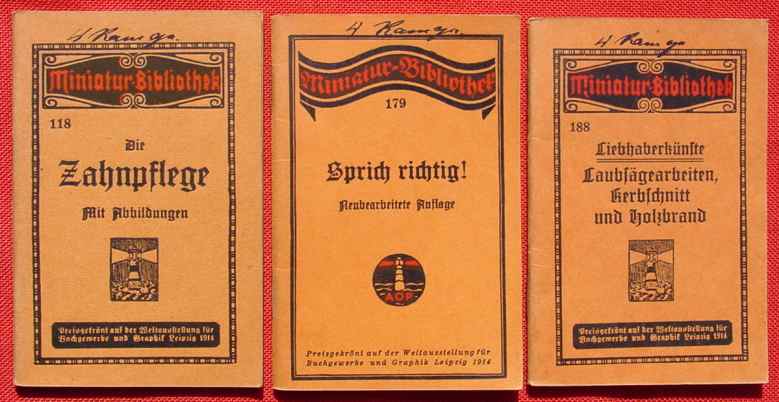 Miniatur-Bibliothek
118
Die
Zahnpflege
Mit Abbildungen
Preisgekrönt auf der Weltausstellung für
Buchgewerbe und Graphik Leipzig 1914
Miniatur-Bibliothek
179
Sprich richtig!
Neubearbeitete Auflage
AOP
Preisgekrönt auf der Weltausstellung für
Buchgewerbe und Graphik Leipzig 1914
Miniatur-Bibliothek
188
Liebhaberkünste
Laubsägearbeiten,
Kerbschnitt
und Holzbrand
Preisgekrönt auf der Weltausstellung für
Buchgewerbe und Graphik Leipzig 1914